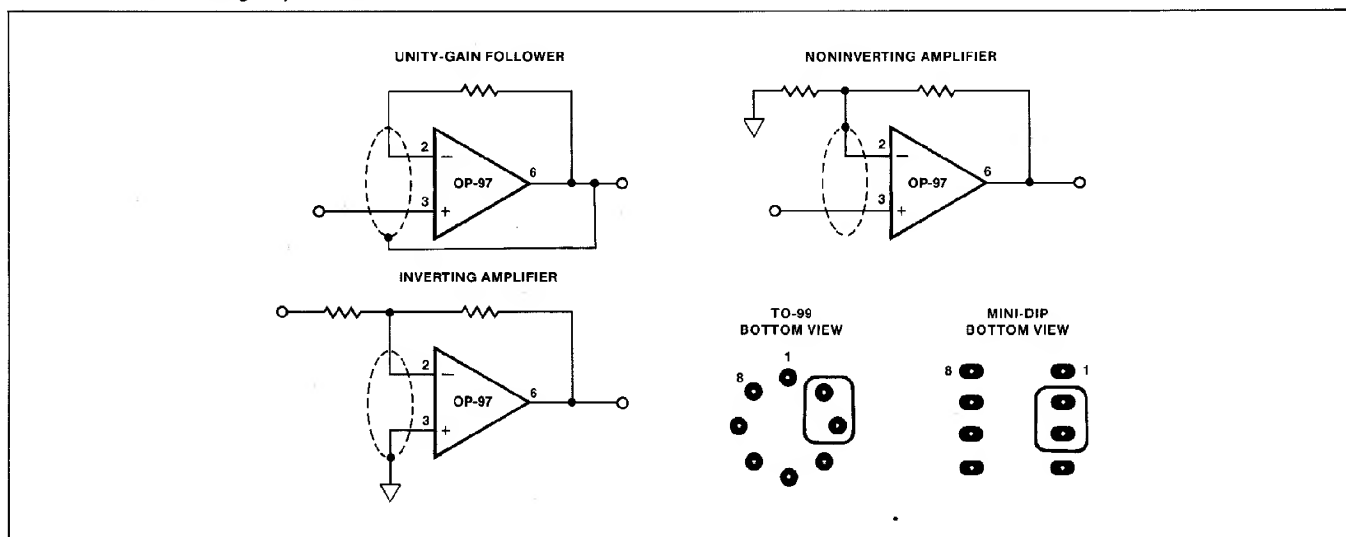 UNITY-GAIN FOLLOWER
2
−
OP-97
6
3
+
NONINVERTING AMPLIFIER
2
−
OP-97
6
3
+
INVERTING AMPLIFIER
2
−
OP-97
6
3
+
TO-99
BOTTOM VIEW
1
8
MINI-DIP
BOTTOM VIEW
8
1